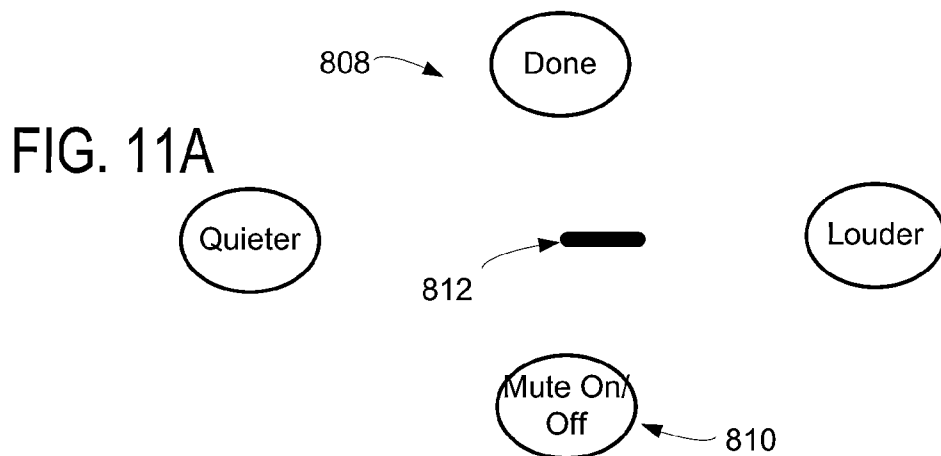 808
Done
FIG. 11A
Quieter
Louder
812
Mute On/
Off
810